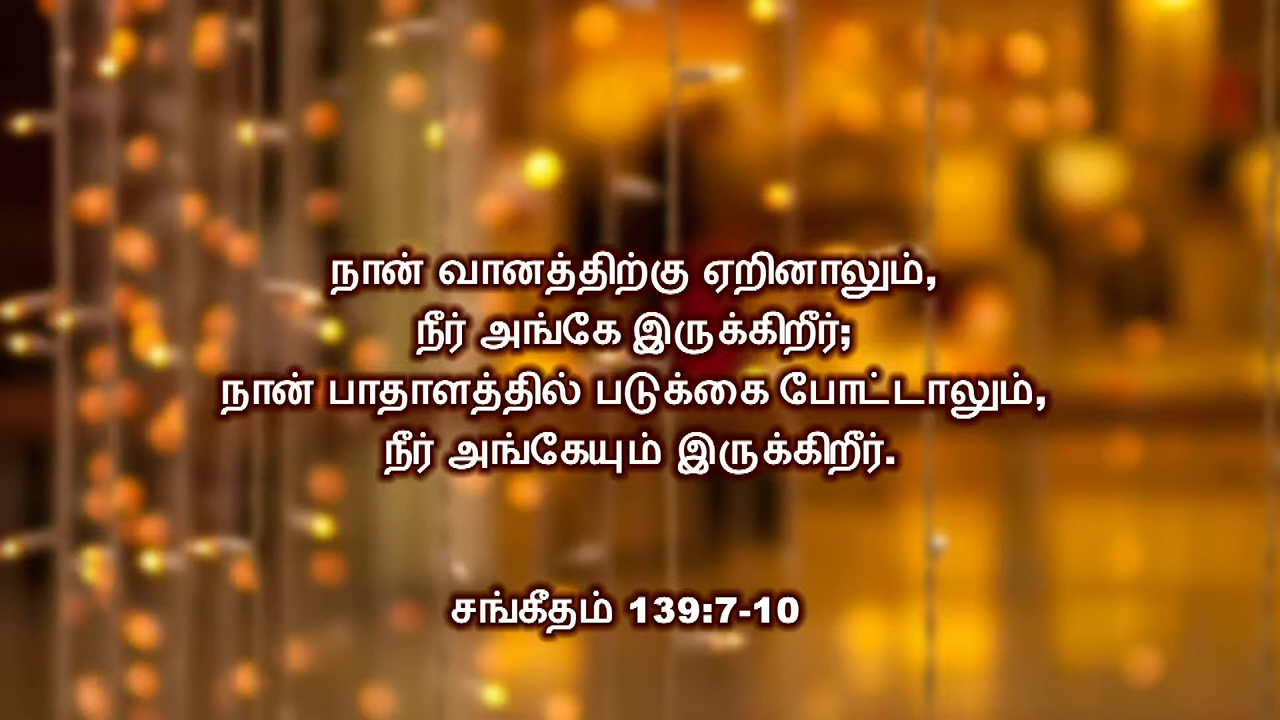 நான் வானத்திற்கு ஏறினாலும்,
நீர் அங்கே இருக்கிறீர்;
நான் பாதாளத்தில் படுக்கை போட்டாலும்,
நீர் அங்கேயும் இருக்கிறீர்.
சங்கீதம் 139:7-10